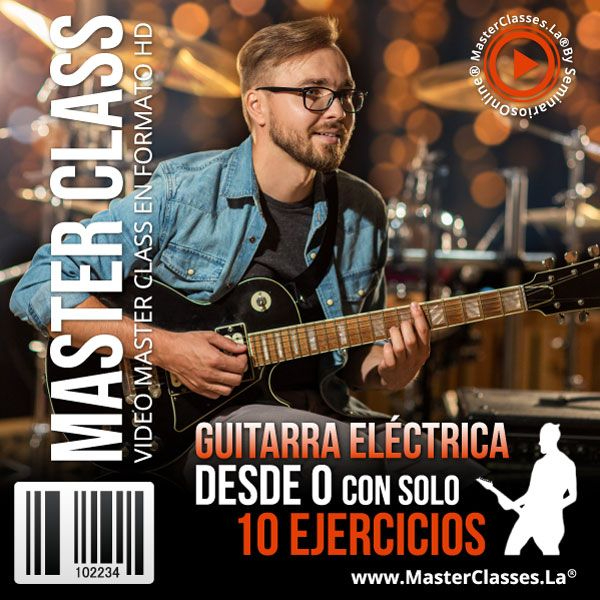 MASTER CLASS
VIDEO MASTER CLASS EN FORMATO HD
MasterClasses.La® By SeminariosOnline®
GUITARRA ELÉCTRICA
DESDE 0 CON SOLO
10 EJERCICIOS
102234
www.MasterClasses.La®